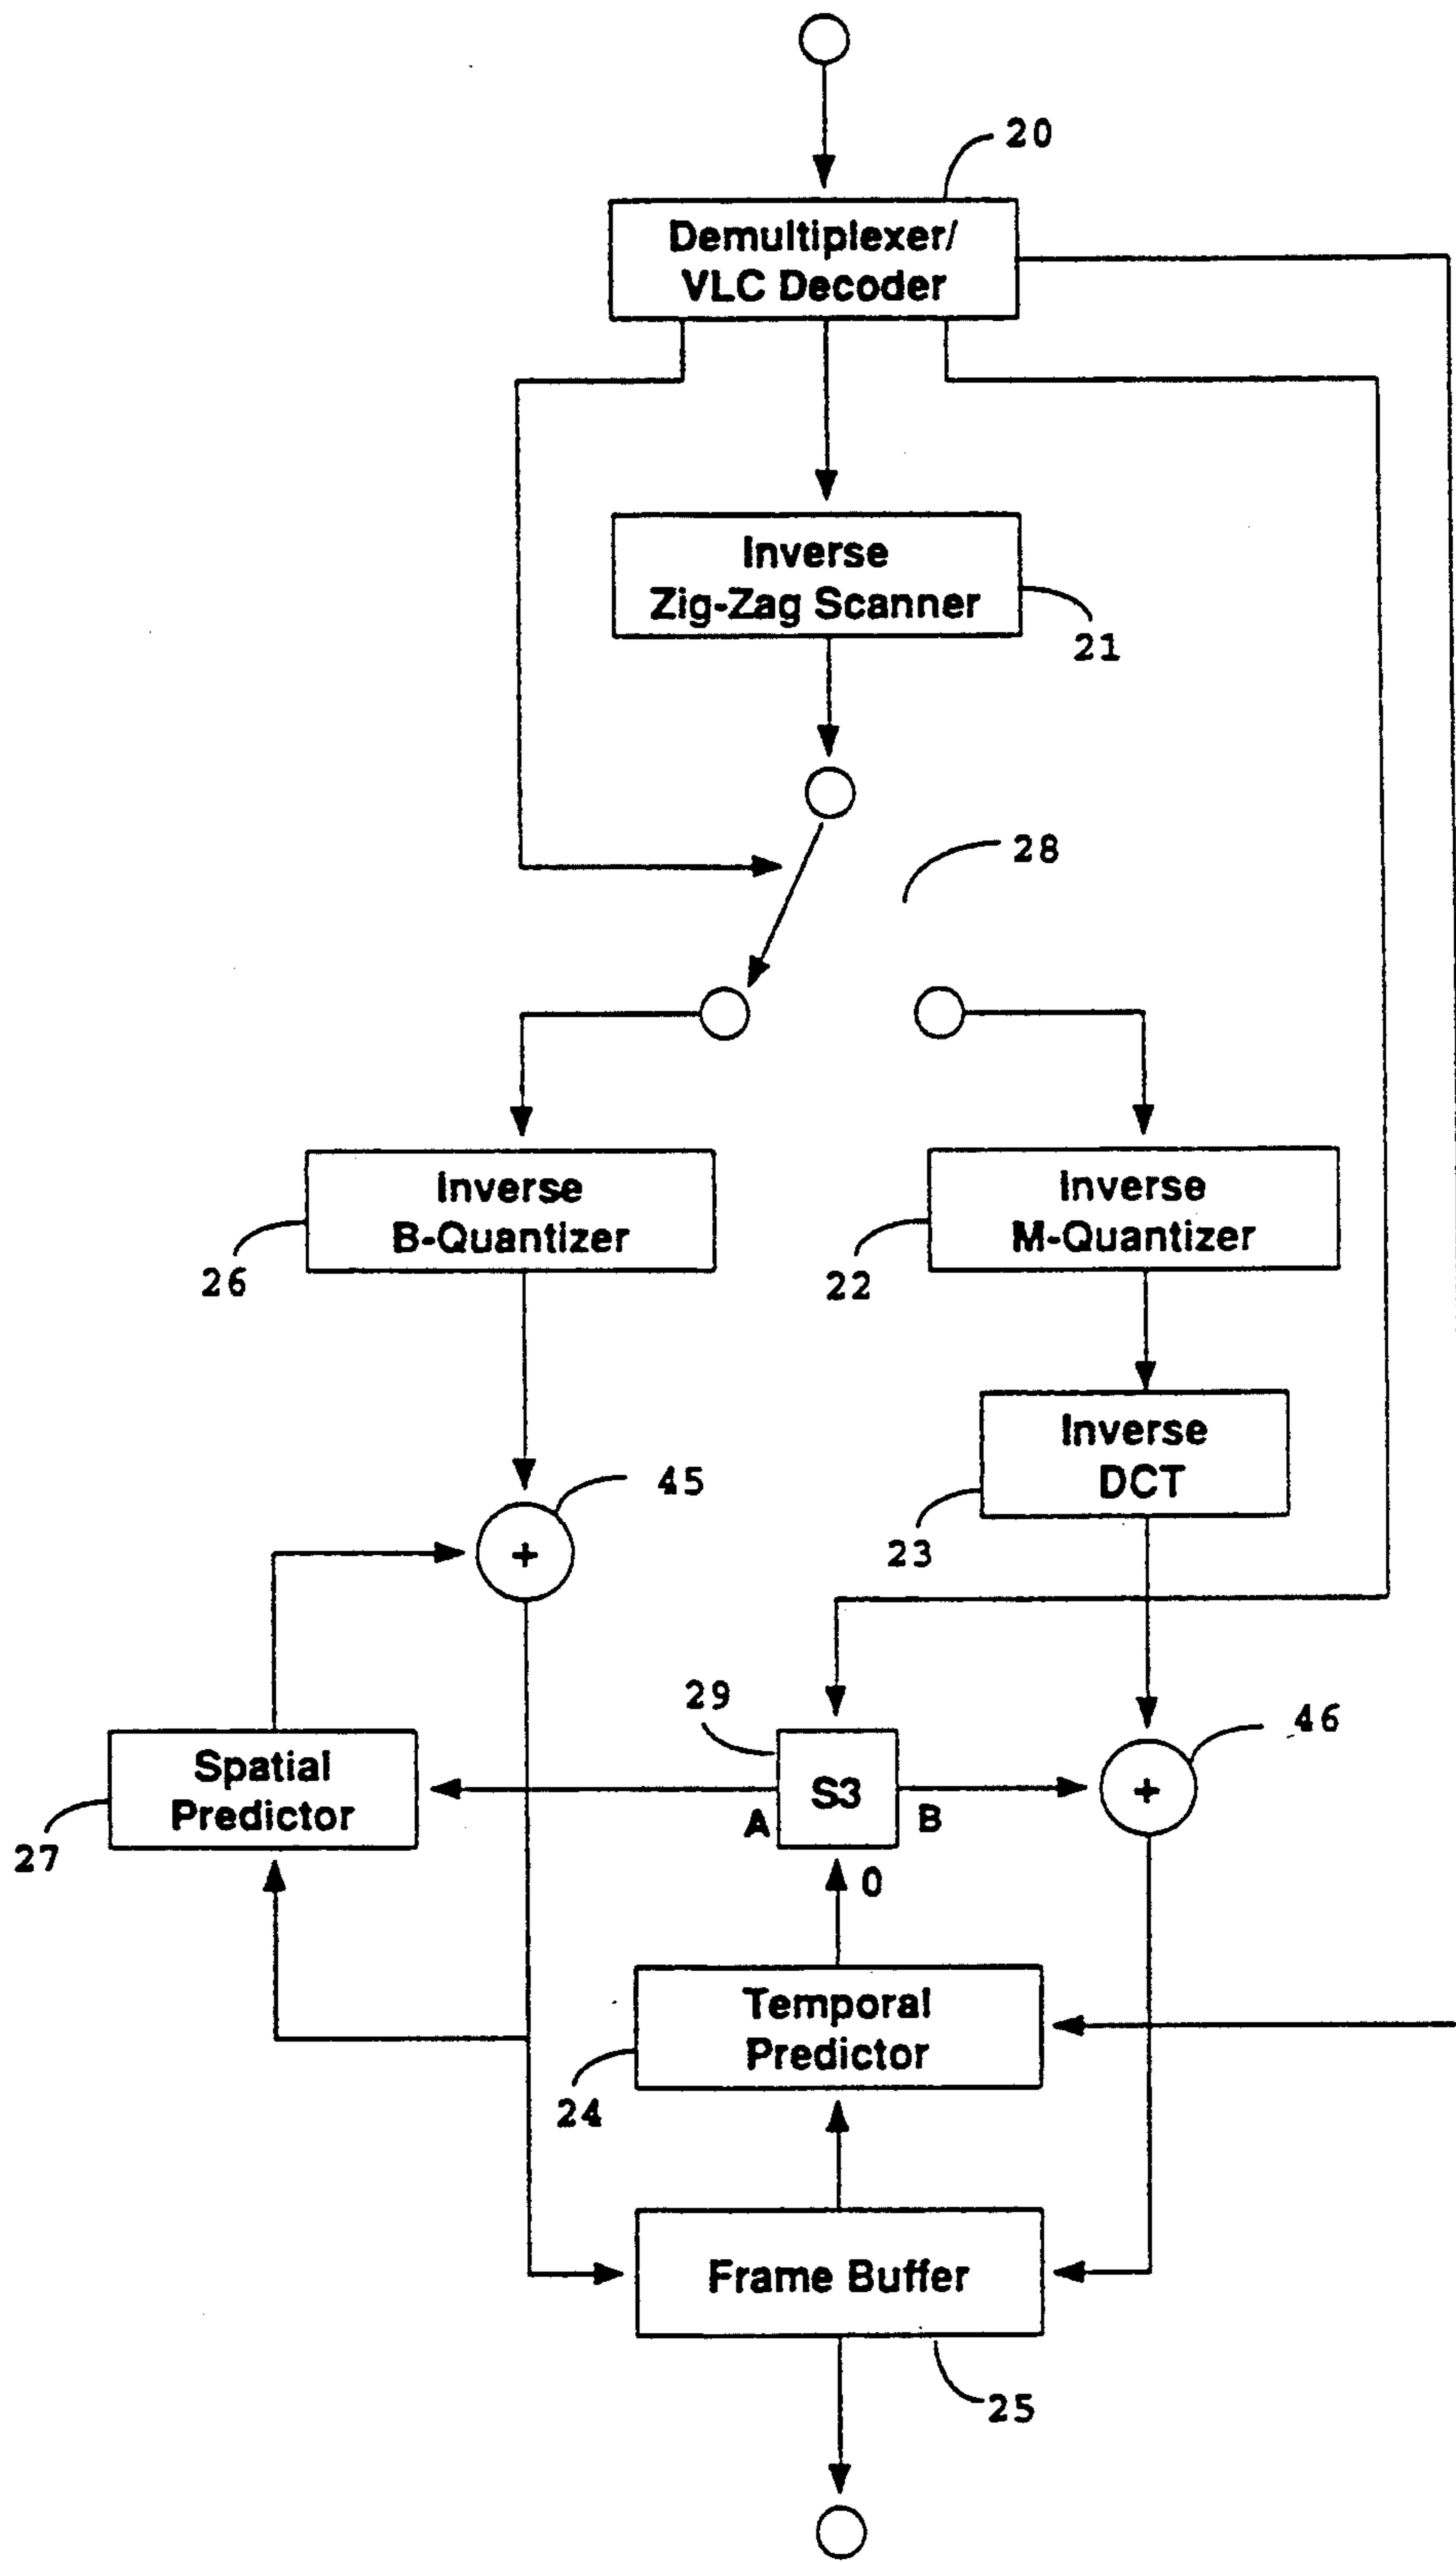 20
Demultiplexer/
VLC Decoder
Inverse
Zig-Zag Scanner
21
28
Inverse
B-Quantizer
26
Inverse
M-Quantizer
22
Inverse
DCT
23
45
+
29
46
Spatial
Predictor
27
S3
A
B
+
0
Temporal
Predictor
24
Frame Buffer
25